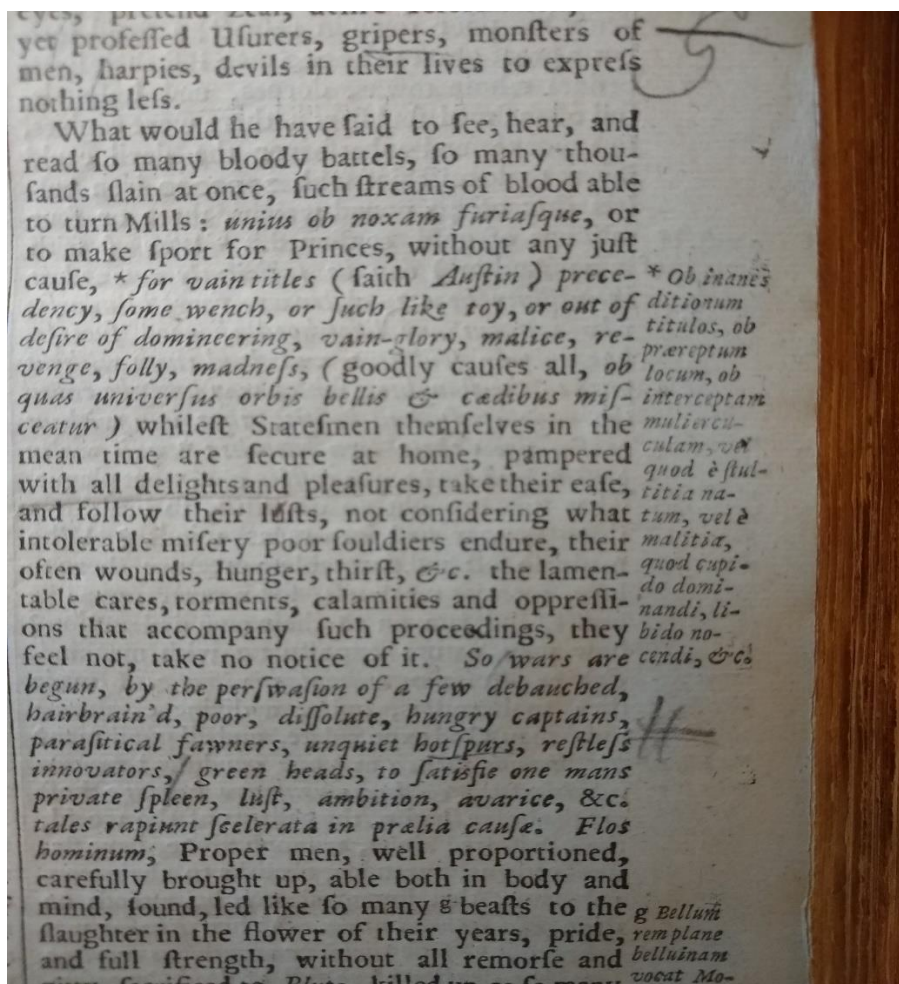 yet profeſſed Uſurers, gripers, monſters of
men, harpies, devils in their lives to expreſs
nothing leſs.
What would he have ſaid to ſee, hear, and
read ſo many bloody battels, ſo many thou-
ſands ſlain at once, ſuch ſtreams of blood able
to turn Mills : unius ob noxam furiaſque, or
to make ſport for Princes, without any juſt
cauſe, * for vain titles ( ſaith Auſtin ) prece-
dency, ſome wench, or ſuch like toy, or out of
deſire of domineering, vain-glory, malice, re-
venge, folly, madneſs, ( goodly cauſes all, ob
quas univerſus orbis bellis & cædibus miſ-
ceatur ) whileſt Stateſmen themſelves in the
mean time are ſecure at home, pampered
with all delights and pleaſures, take their eaſe,
and follow their luſts, not conſidering what
intolerable miſery poor ſouldiers endure, their
often wounds, hunger, thirſt, &c. the lamen-
table cares, torments, calamities and oppreſſi-
ons that accompany ſuch proceedings, they
feel not, take no notice of it. So wars are
begun, by the perſwaſion of a few debauched,
hairbrain'd, poor, diſſolute, hungry captains,
paraſitical fawners, unquiet hotſpurs, reſtleſs
innovators, green heads, to ſatisfie one mans
private ſpleen, luſt, ambition, avarice, &c.
tales rapiunt ſcelerata in prælia cauſæ. Flos
hominum, Proper men, well proportioned,
carefully brought up, able both in body and
mind, ſound, led like ſo many g beaſts to the
ſlaughter in the flower of their years, pride,
and full ſtrength, without all remorſe and
* Ob inanes
ditionum
titulos, ob
præreptum
locum, ob
interceptam
muliercu-
culam, vel
quod è ſtul-
titia na-
tum, vel è
malitia,
quod cupi-
do domi-
nandi, li-
bido no-
cendi, &c.
g Bellum
rem plane
belluinam
vocat Mo-